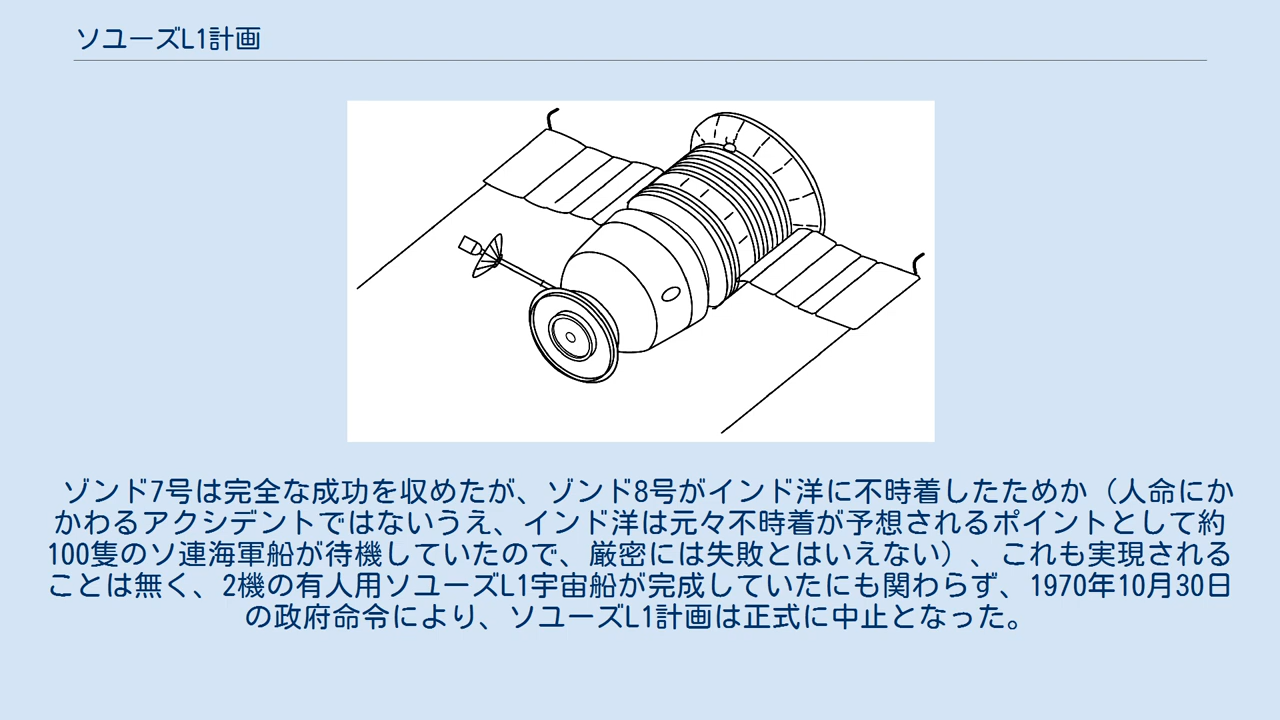 ソユーズL1計画
ゾンド7号は完全な成功を収めたが、ゾンド8号がインド洋に不時着したためか（人命にか
かわるアクシデントではないうえ、インド洋は元々不時着が予想されるポイントとして約
100隻のソ連海軍船が待機していたので、厳密には失敗とはいえない）、これも実現される
ことは無く、2機の有人用ソユーズL1宇宙船が完成していたにも関わらず、1970年10月30日
の政府命令により、ソユーズL1計画は正式に中止となった。